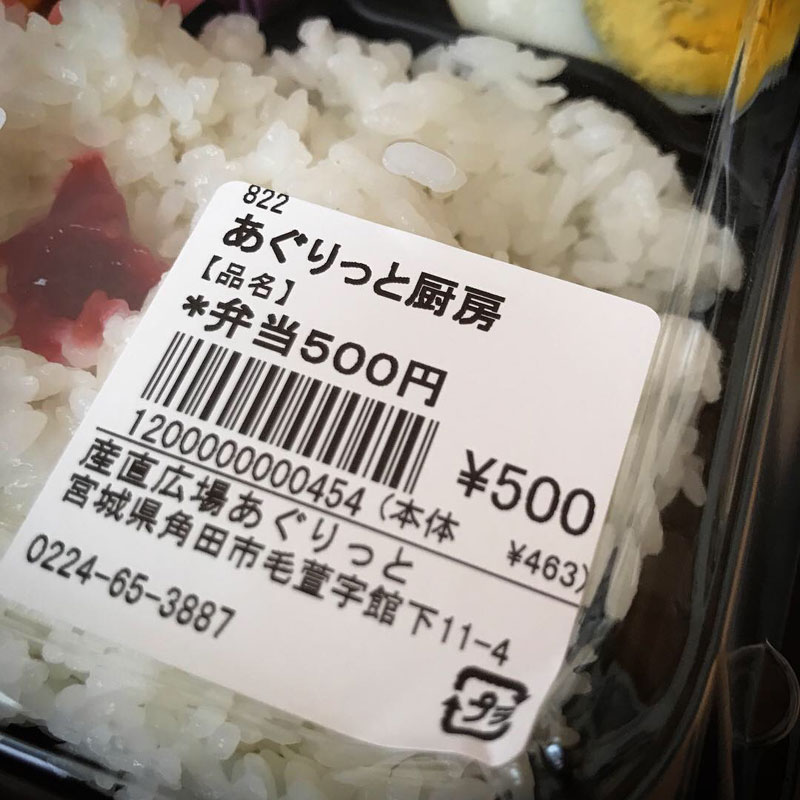 822
あぐりっと厨房
【品名】
*弁当500円
¥500
1200000000454
(本体 ¥463)
産直広場あぐりっと
宮城県角田市毛萱字館下11-4
0224-65-3887
プラ